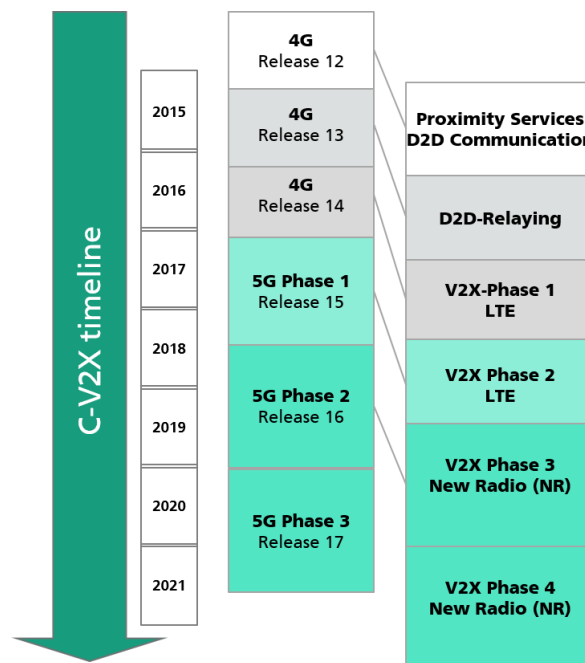 C-V2X timeline
2015
2016
2017
2018
2019
2020
2021
4G
Release 12
4G
Release 13
4G
Release 14
5G Phase 1
Release 15
5G Phase 2
Release 16
5G Phase 3
Release 17
Proximity Services
D2D Communication
D2D-Relaying
V2X-Phase 1
LTE
V2X Phase 2
LTE
V2X Phase 3
New Radio (NR)
V2X Phase 4
New Radio (NR)